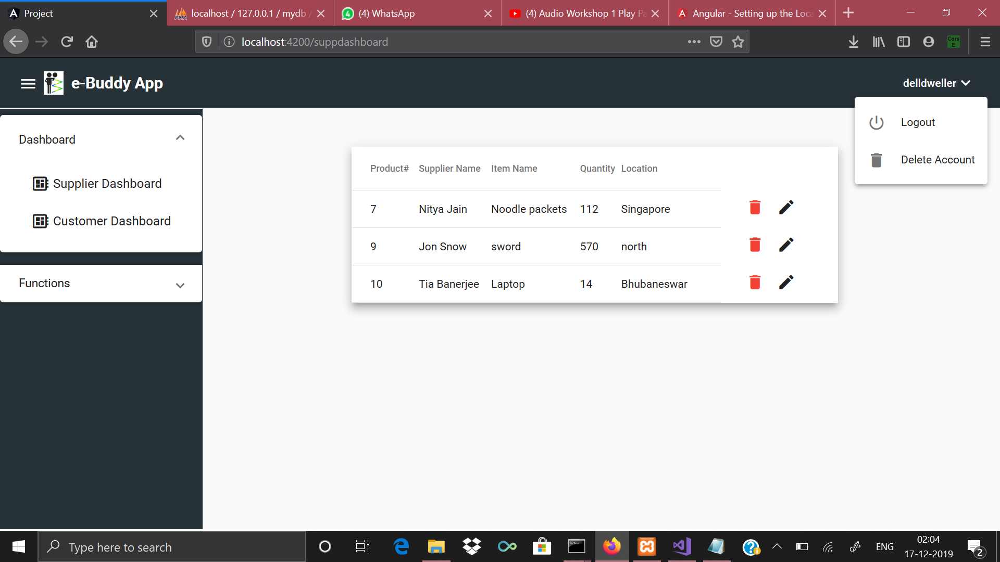 Project
localhost / 127.0.0.1 / mydb /
(4) WhatsApp
(4) Audio Workshop 1 Play Pa
Angular - Setting up the Loca
localhost:4200/suppdashboard
Cors
E
e-Buddy App
delldweller
Logout
Delete Account
Dashboard
Supplier Dashboard
Customer Dashboard
Functions
Product# Supplier Name Item Name Quantity Location
7 Nitya Jain Noodle packets 112 Singapore
9 Jon Snow sword 570 north
10 Tia Banerjee Laptop 14 Bhubaneswar
Type here to search
ENG
02:04
17-12-2019
2